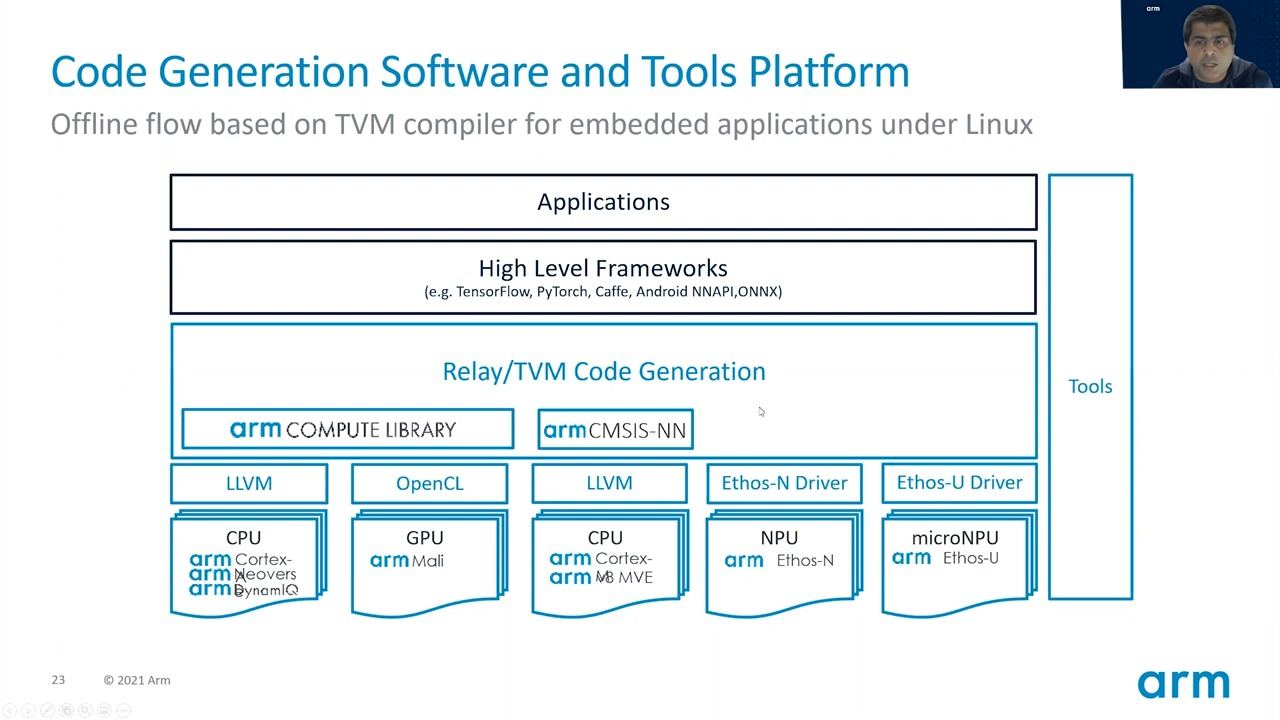 arm
Code Generation Software and Tools Platform
Offline flow based on TVM compiler for embedded applications under Linux
Applications
High Level Frameworks
(e.g. TensorFlow, PyTorch, Caffe, Android NNAPI,ONNX)
Relay/TVM Code Generation
arm COMPUTE LIBRARY
arm CMSIS-NN
Tools
LLVM
OpenCL
LLVM
Ethos-N Driver
Ethos-U Driver
CPU
arm Cortex-
arm Neovers
arm DynamIQ
GPU
arm Mali
CPU
arm Cortex-
arm V8 MVE
NPU
arm Ethos-N
microNPU
arm Ethos-U
23
© 2021 Arm
arm